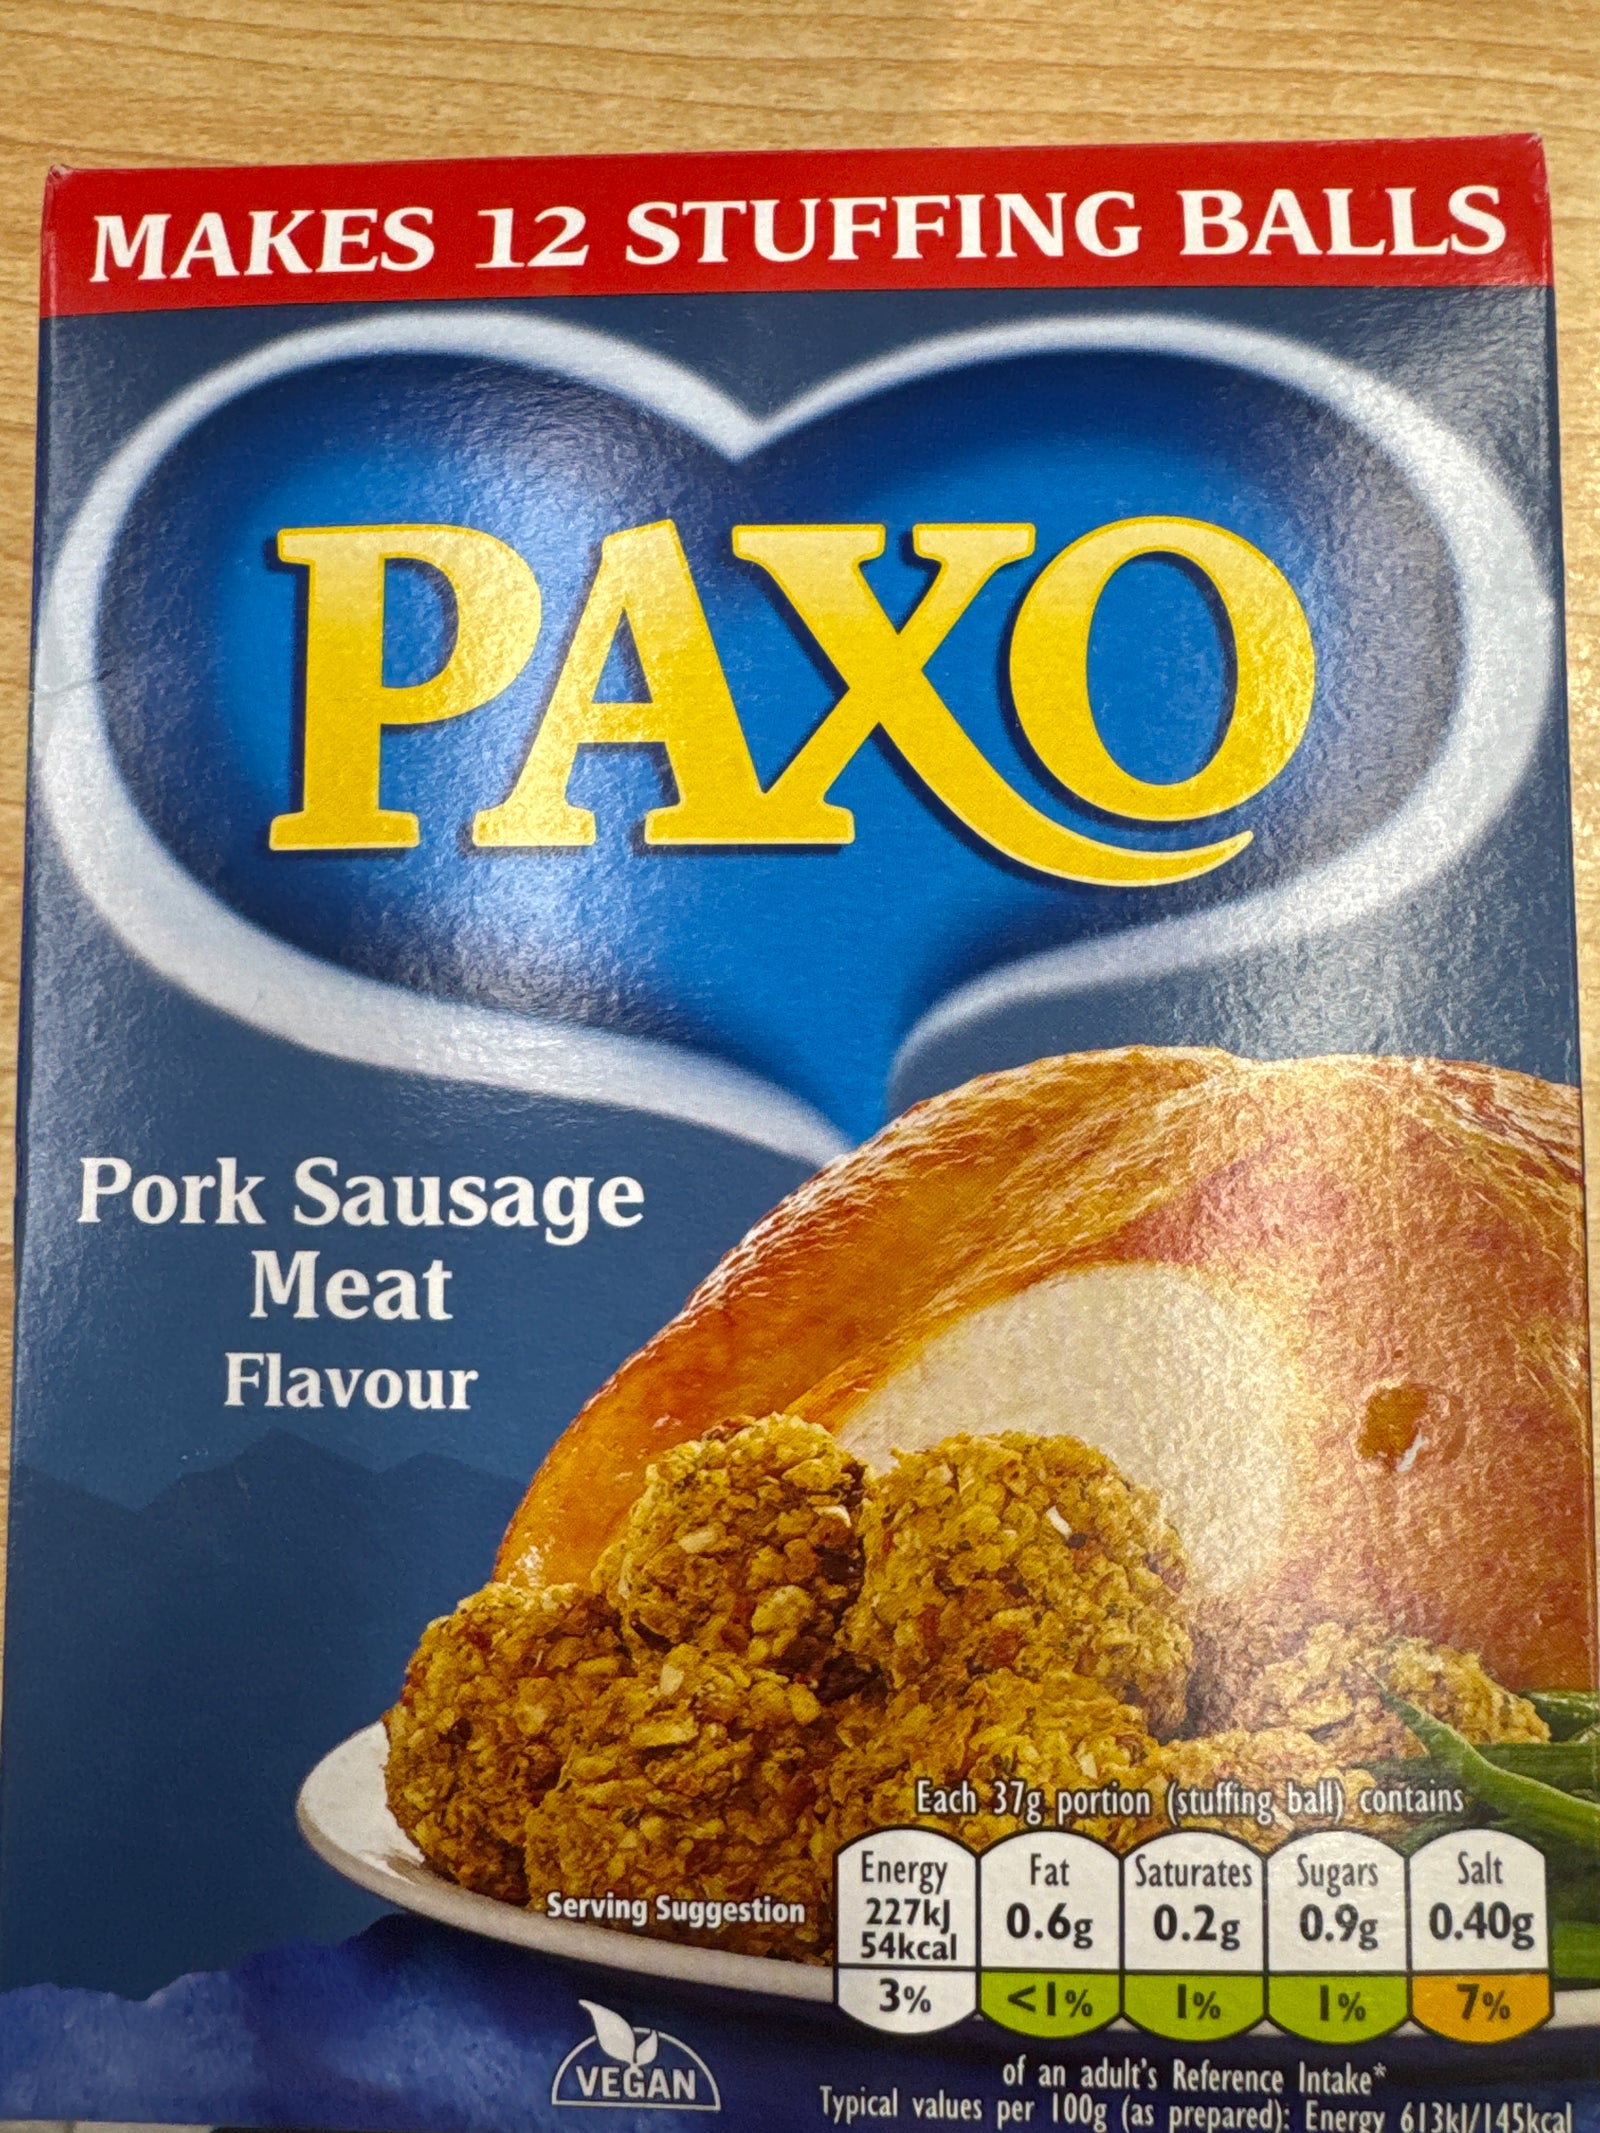 MAKES 12 STUFFING BALLS
PAXO
Pork Sausage
Meat
Flavour
Each 37g portion (stuffing ball) contains
Energy Fat Saturates Sugars Salt
227kJ
54kcal 0.6g 0.2g 0.9g 0.40g
3% <1% 1% 1% 7%
Serving Suggestion
VEGAN
of an adult's Reference Intake*
Typical values per 100g (as prepared): Energy 613kJ/145kcal